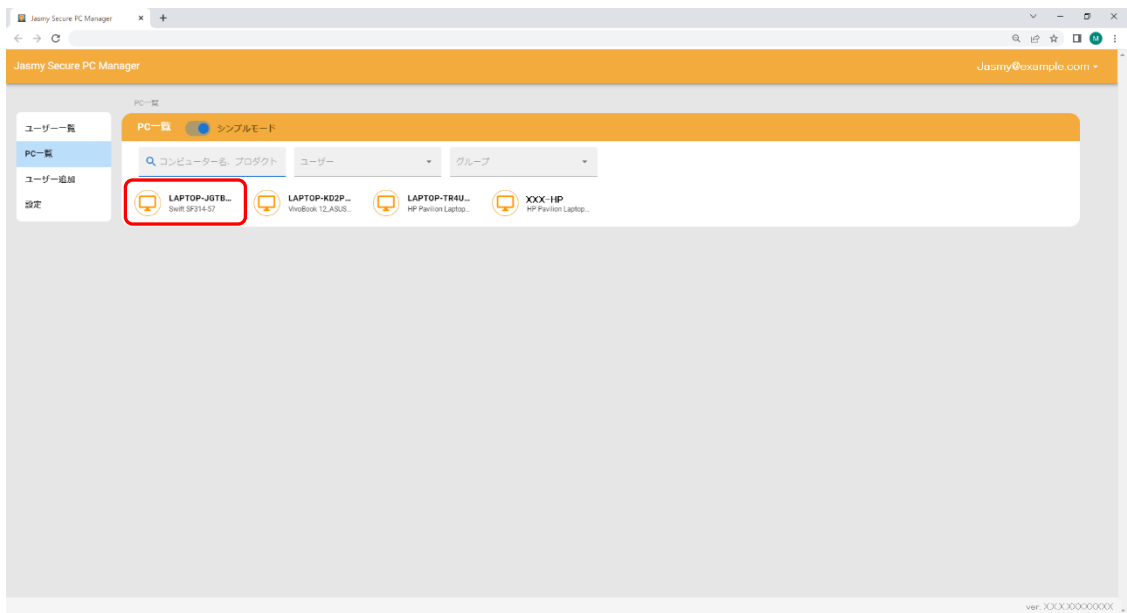 Jasmy Secure PC Manager
M
Jasmy Secure PC Manager
Jasmy@example.com
PC一覧
ユーザー一覧
PC一覧
ユーザー追加
設定
PC一覧 シンプルモード
コンピューター名、プロダクト ユーザー グループ
LAPTOP-JGTB...
Swift SF314-57
LAPTOP-KD2P...
VivoBook 12_ASUS...
LAPTOP-TR4U...
HP Pavilion Laptop...
XXX-HP
HP Pavilion Laptop...
ver. XX.XXXXXXXXXX